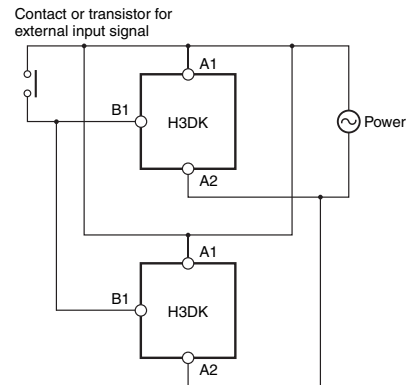 Contact or transistor for
external input signal
A1
B1
H3DK
Power
A2
A1
B1
H3DK
A2